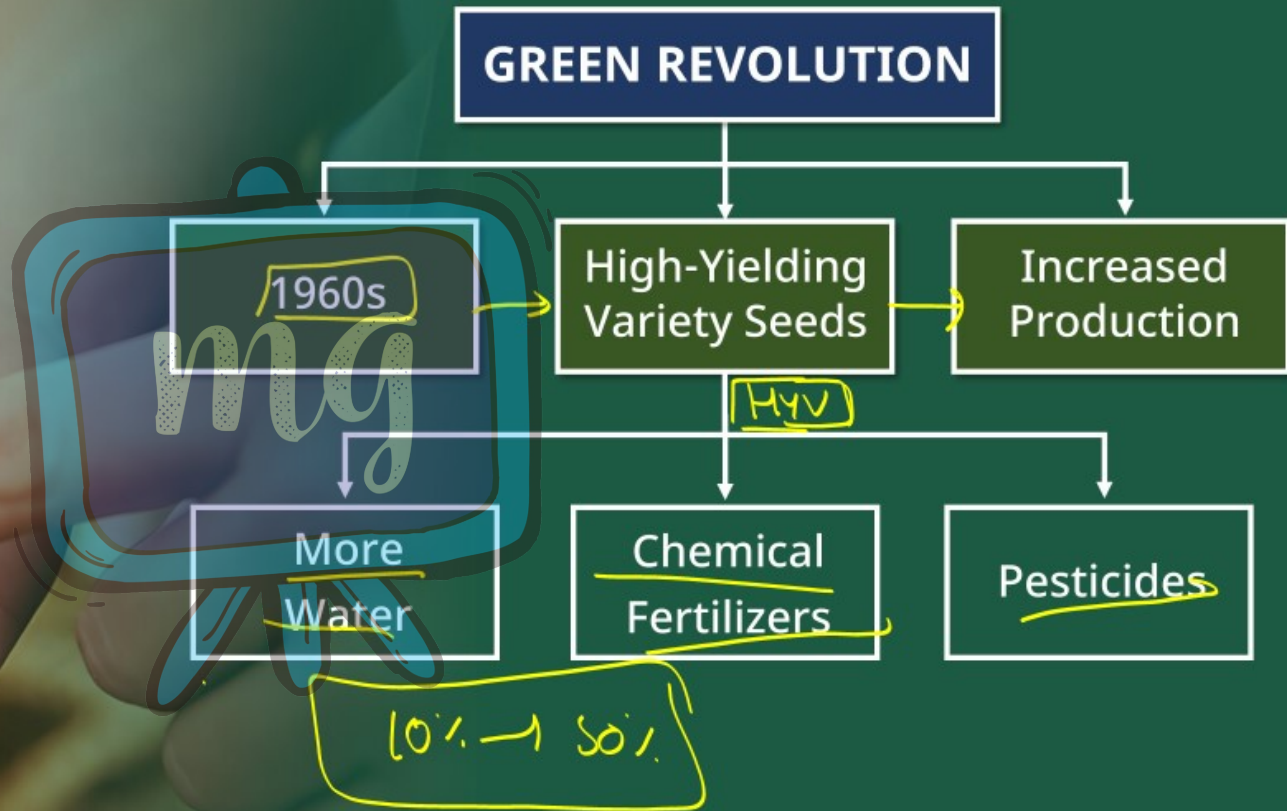 GREEN REVOLUTION
1960s
High-Yielding
Variety Seeds
Increased
Production
mg
HYV
More
Water
Chemical
Fertilizers
Pesticides
10% → 50%